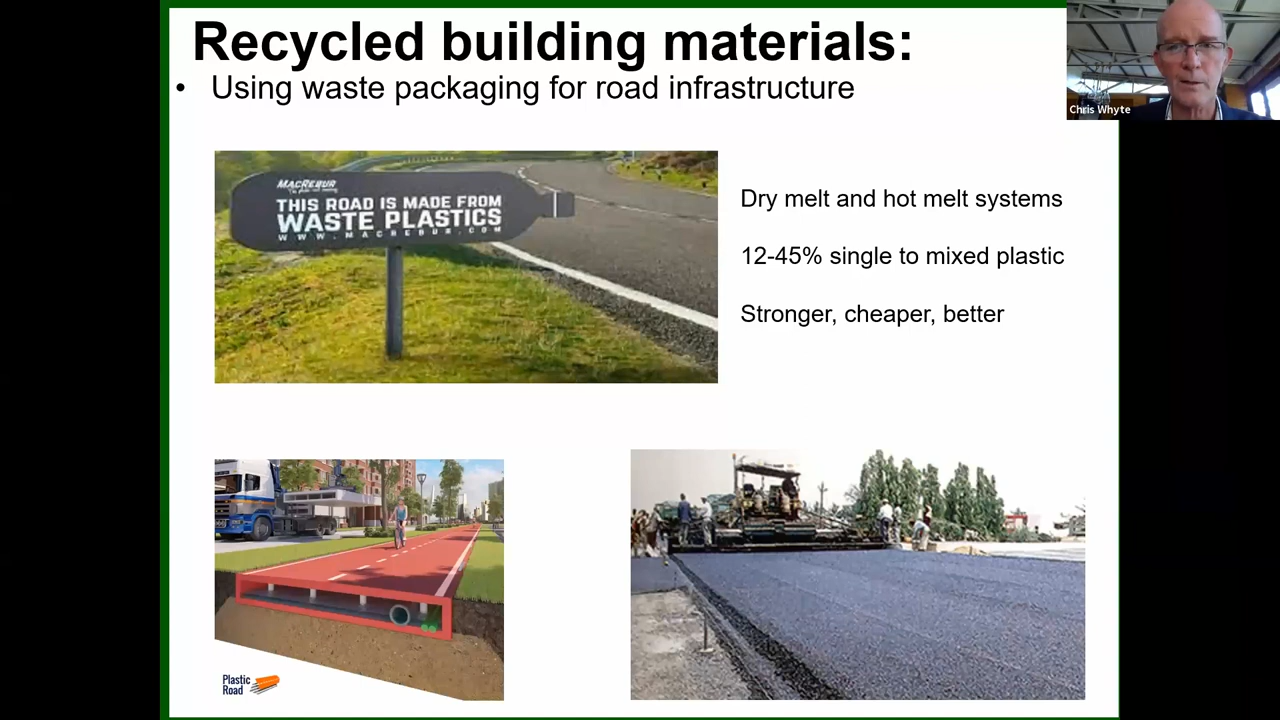 Recycled building materials:
• Using waste packaging for road infrastructure
Chris Whyte
MACREBUR
THIS ROAD IS MADE FROM
WASTE PLASTICS
WWW.MACREBUR.COM
Dry melt and hot melt systems
12-45% single to mixed plastic
Stronger, cheaper, better
Plastic
Road